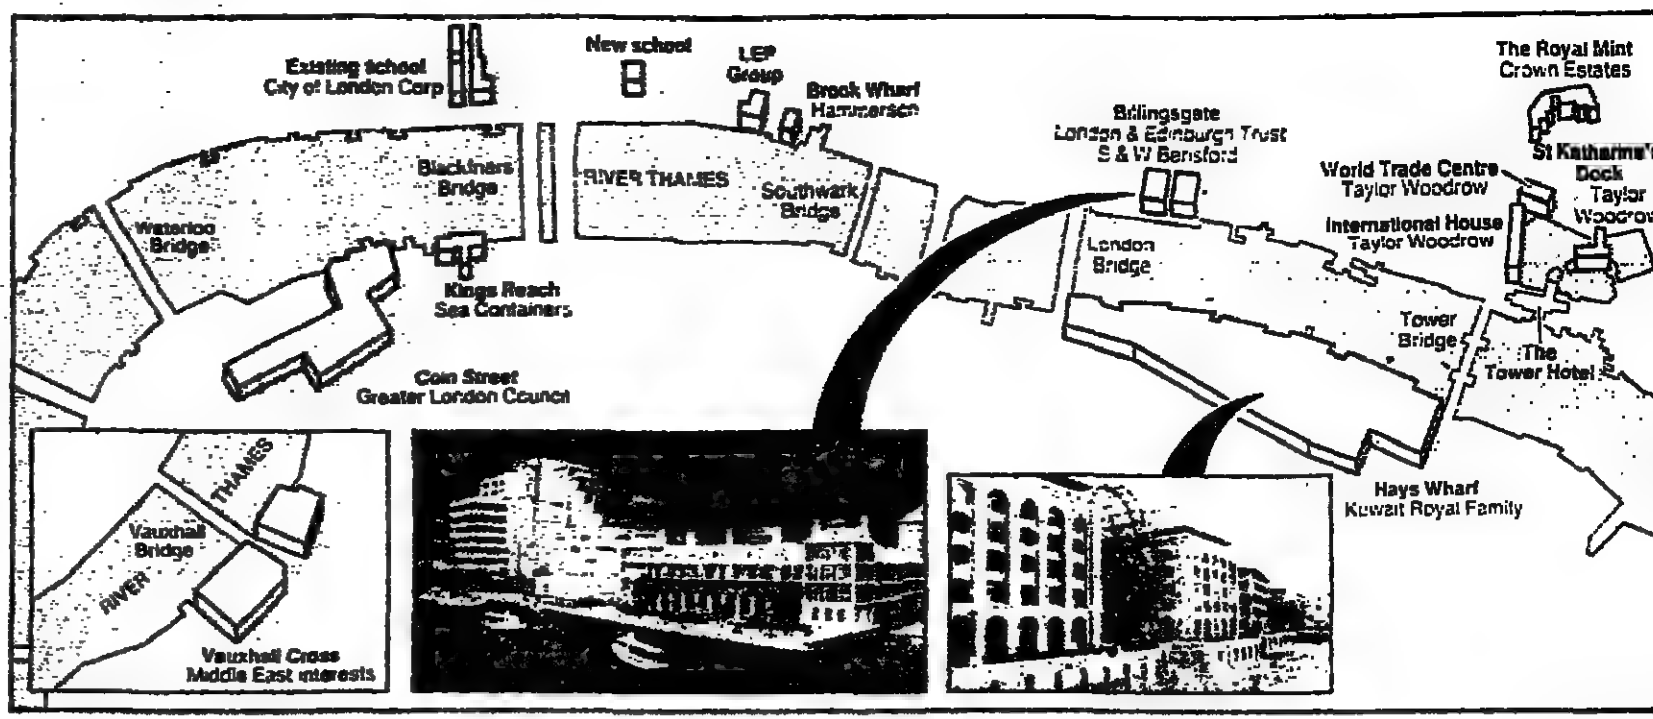 Existing school
City of London Corp
New school
LEP
Group
Brook Wharf
Hammerson
Billingsgate
London & Edinburgh Trust
S & W Berisford
The Royal Mint
Crown Estates
St Katharine's
Dock
Taylor
Woodrow
World Trade Centre
Taylor Woodrow
International House
Taylor Woodrow
Waterloo
Bridge
Blackfriars
Bridge
RIVER THAMES
Southwark
Bridge
London
Bridge
Tower
Bridge
The
Tower Hotel
Kings Reach
Sea Containers
Coin Street
Greater London Council
Hays Wharf
Kuwait Royal Family
THAMES
Vauxhall
Bridge
RIVER
Vauxhall Cross
Middle East interests